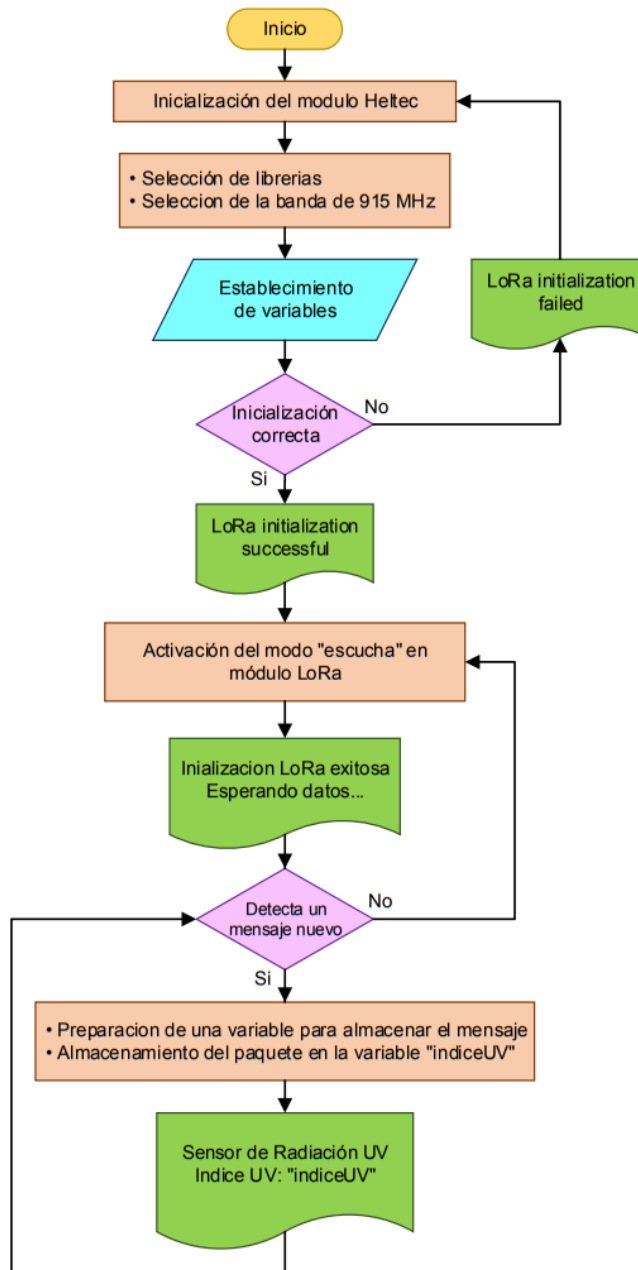 Inicio
Inicialización del modulo Heltec
• Selección de librerias
• Seleccion de la banda de 915 MHz
Establecimiento
de variables
LoRa initialization
failed
Inicialización
correcta
No
Si
LoRa initialization
successful
Activación del modo "escucha" en
módulo LoRa
Inialización LoRa exitosa
Esperando datos...
Detecta un
mensaje nuevo
No
Si
• Preparacion de una variable para almacenar el mensaje
• Almacenamiento del paquete en la variable "indiceUV"
Sensor de Radiación UV
Indice UV: "indiceUV"